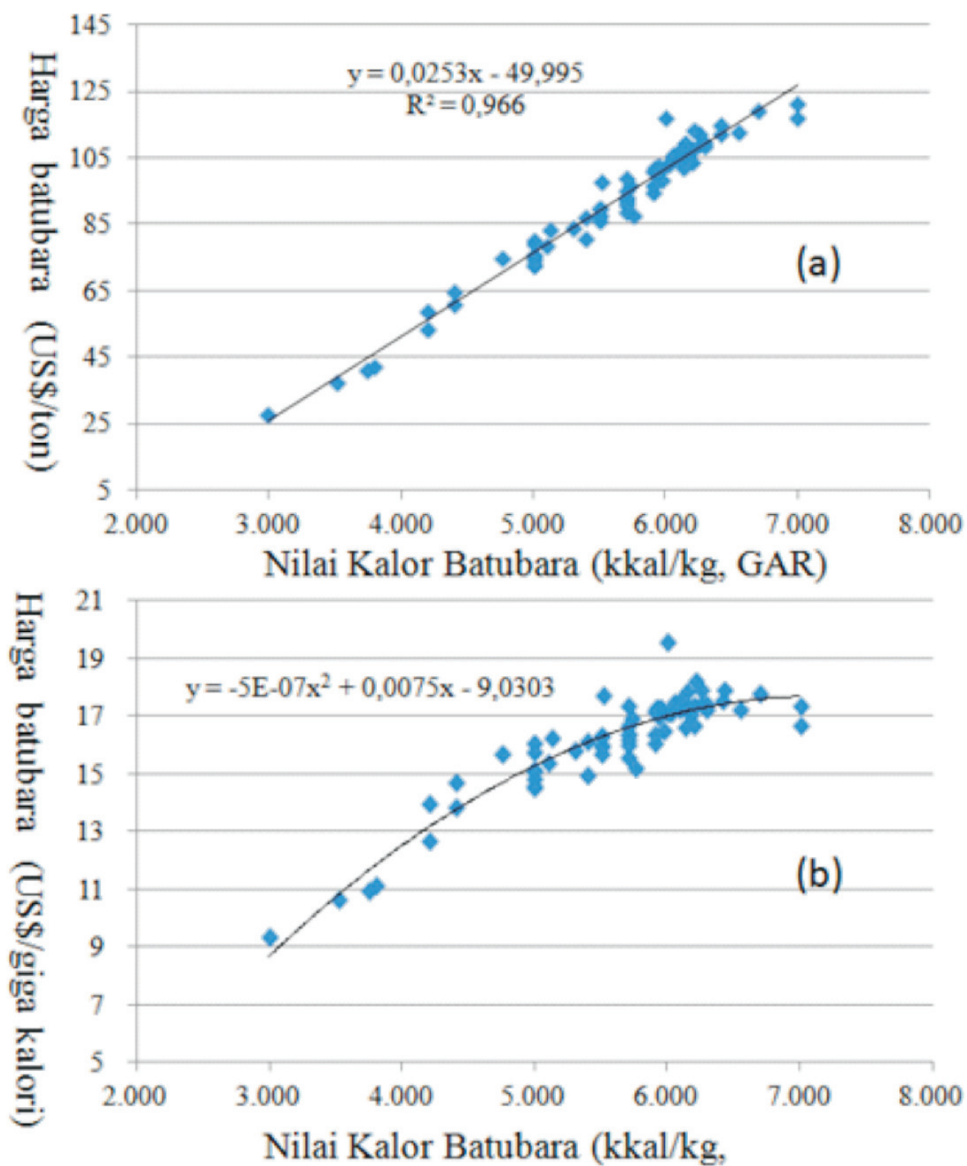 Harga batubara (US$/ton)
145
125
105
85
65
45
25
5
y = 0,0253x - 49,995
R² = 0,966
(a)
2.000 3.000 4.000 5.000 6.000 7.000 8.000
Nilai Kalor Batubara (kkal/kg, GAR)
Harga batubara (US$/giga kalori)
21
19
17
15
13
11
9
7
5
y = -5E-07x² + 0,0075x - 9,0303
(b)
2.000 3.000 4.000 5.000 6.000 7.000 8.000
Nilai Kalor Batubara (kkal/kg,